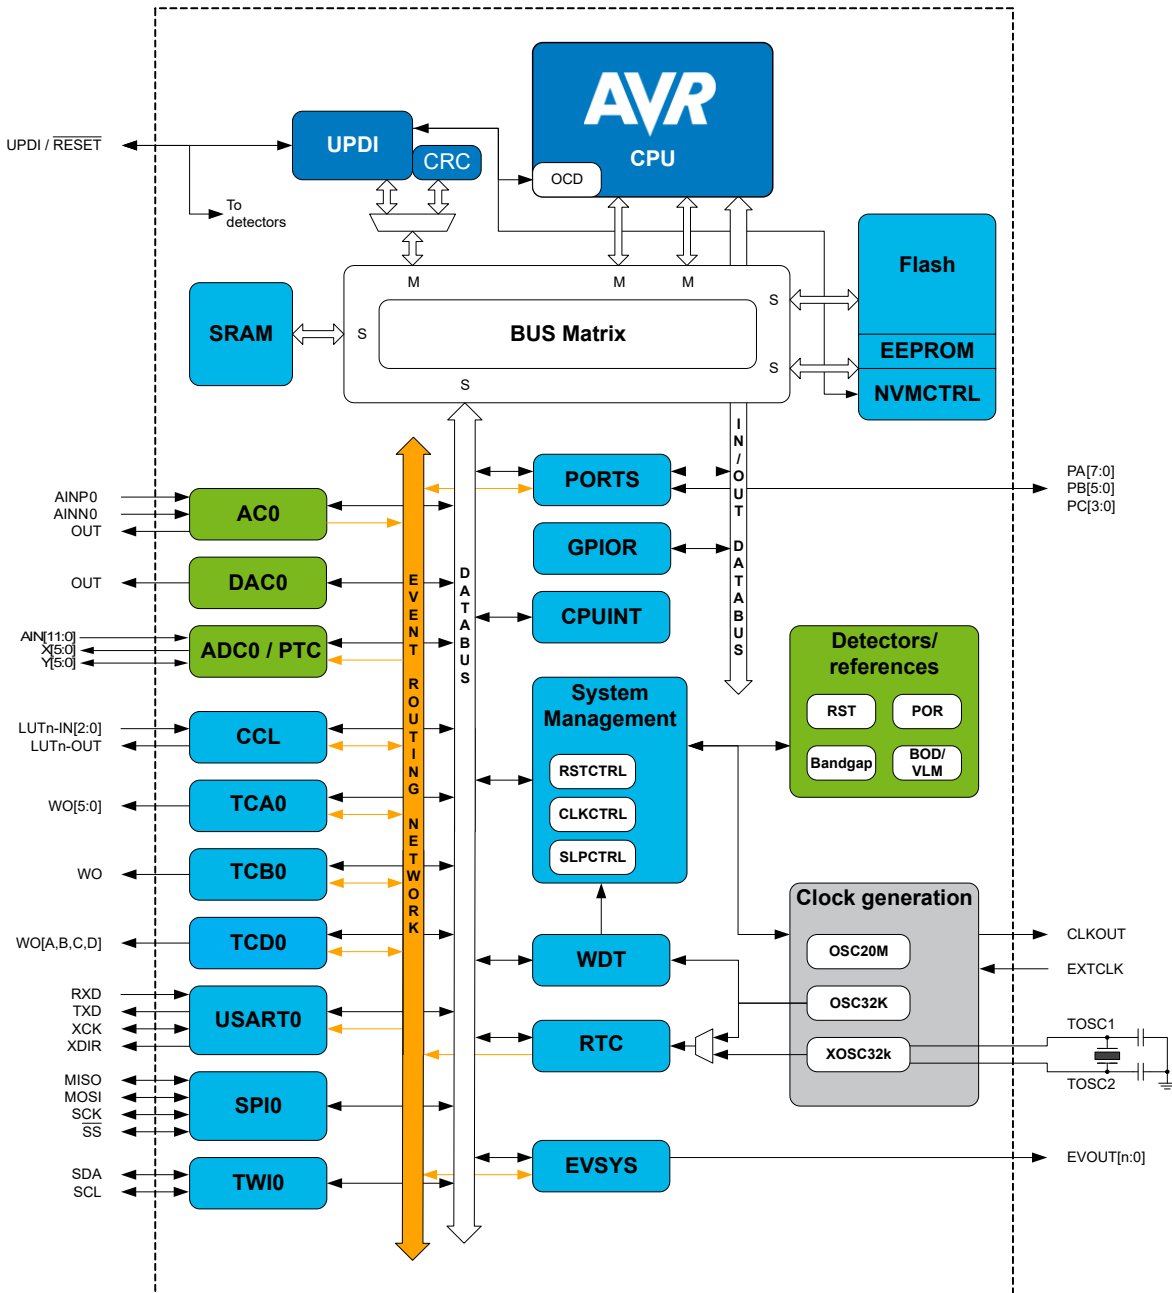 AVR
CPU
OCD
UPDI / RESET
UPDI
CRC
To
detectors
M
M
M
Flash
EEPROM
NVMCTRL
SRAM
S
BUS Matrix
S
S
S
IN/OUT DATABUS
DATABUS
EVENT ROUTING NETWORK
PORTS
PA[7:0]
PB[5:0]
PC[3:0]
AINP0
AINN0
OUT
AC0
GPIOR
OUT
DAC0
CPUINT
AIN[11:0]
X[5:0]
Y[5:0]
ADC0 / PTC
Detectors/
references
RST
POR
Bandgap
BOD/
VLM
System
Management
RSTCTRL
CLKCTRL
SLPCTRL
LUTn-IN[2:0]
LUTn-OUT
CCL
WO[5:0]
TCA0
WO
TCB0
WO[A,B,C,D]
TCD0
WDT
Clock generation
OSC20M
OSC32K
XOSC32k
CLKOUT
EXTCLK
TOSC1
TOSC2
RXD
TXD
XCK
XDIR
USART0
RTC
MISO
MOSI
SCK
SS
SPI0
EVSYS
EVOUT[n:0]
SDA
SCL
TWI0